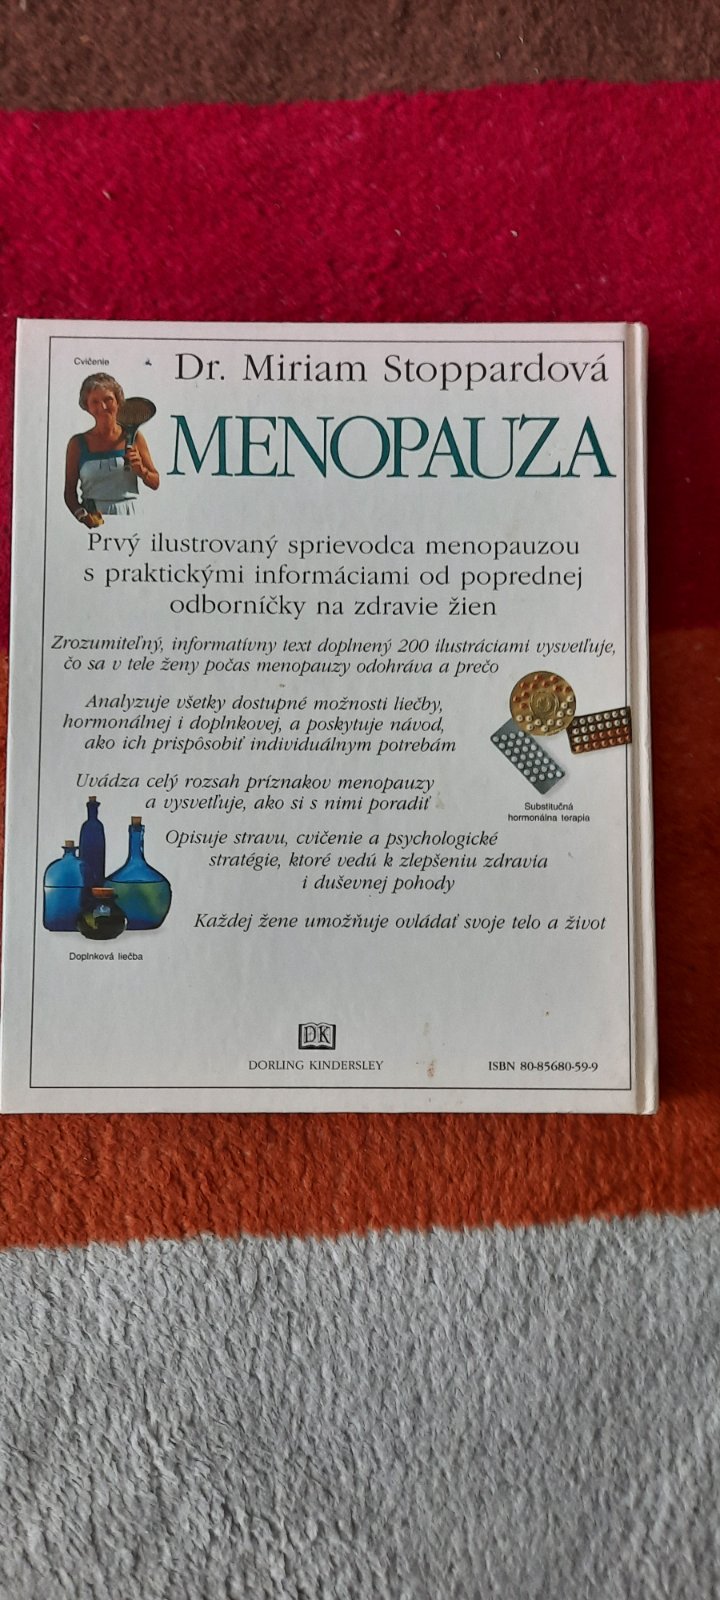 Cvičenie
Dr. Miriam Stoppardová
MENOPAUZA
Prvý ilustrovaný sprievodca menopauzou
s praktickými informáciami od poprednej
odborníčky na zdravie žien
Zrozumiteľný, informatívny text doplnený 200 ilustráciami vysvetľuje,
čo sa v tele ženy počas menopauzy odohráva a prečo
Analyzuje všetky dostupné možnosti liečby,
hormonálnej i doplnkovej, a poskytuje návod,
ako ich prispôsobiť individuálnym potrebám
Substitučná
hormonálna terapia
Uvádza celý rozsah príznakov menopauzy
a vysvetľuje, ako si s nimi poradiť
Opisuje stravu, cvičenie a psychologické
stratégie, ktoré vedú k zlepšeniu zdravia
i duševnej pohody
Každej žene umožňuje ovládať svoje telo a život
Doplnková liečba
DK
DORLING KINDERSLEY
ISBN 80-85680-59-9